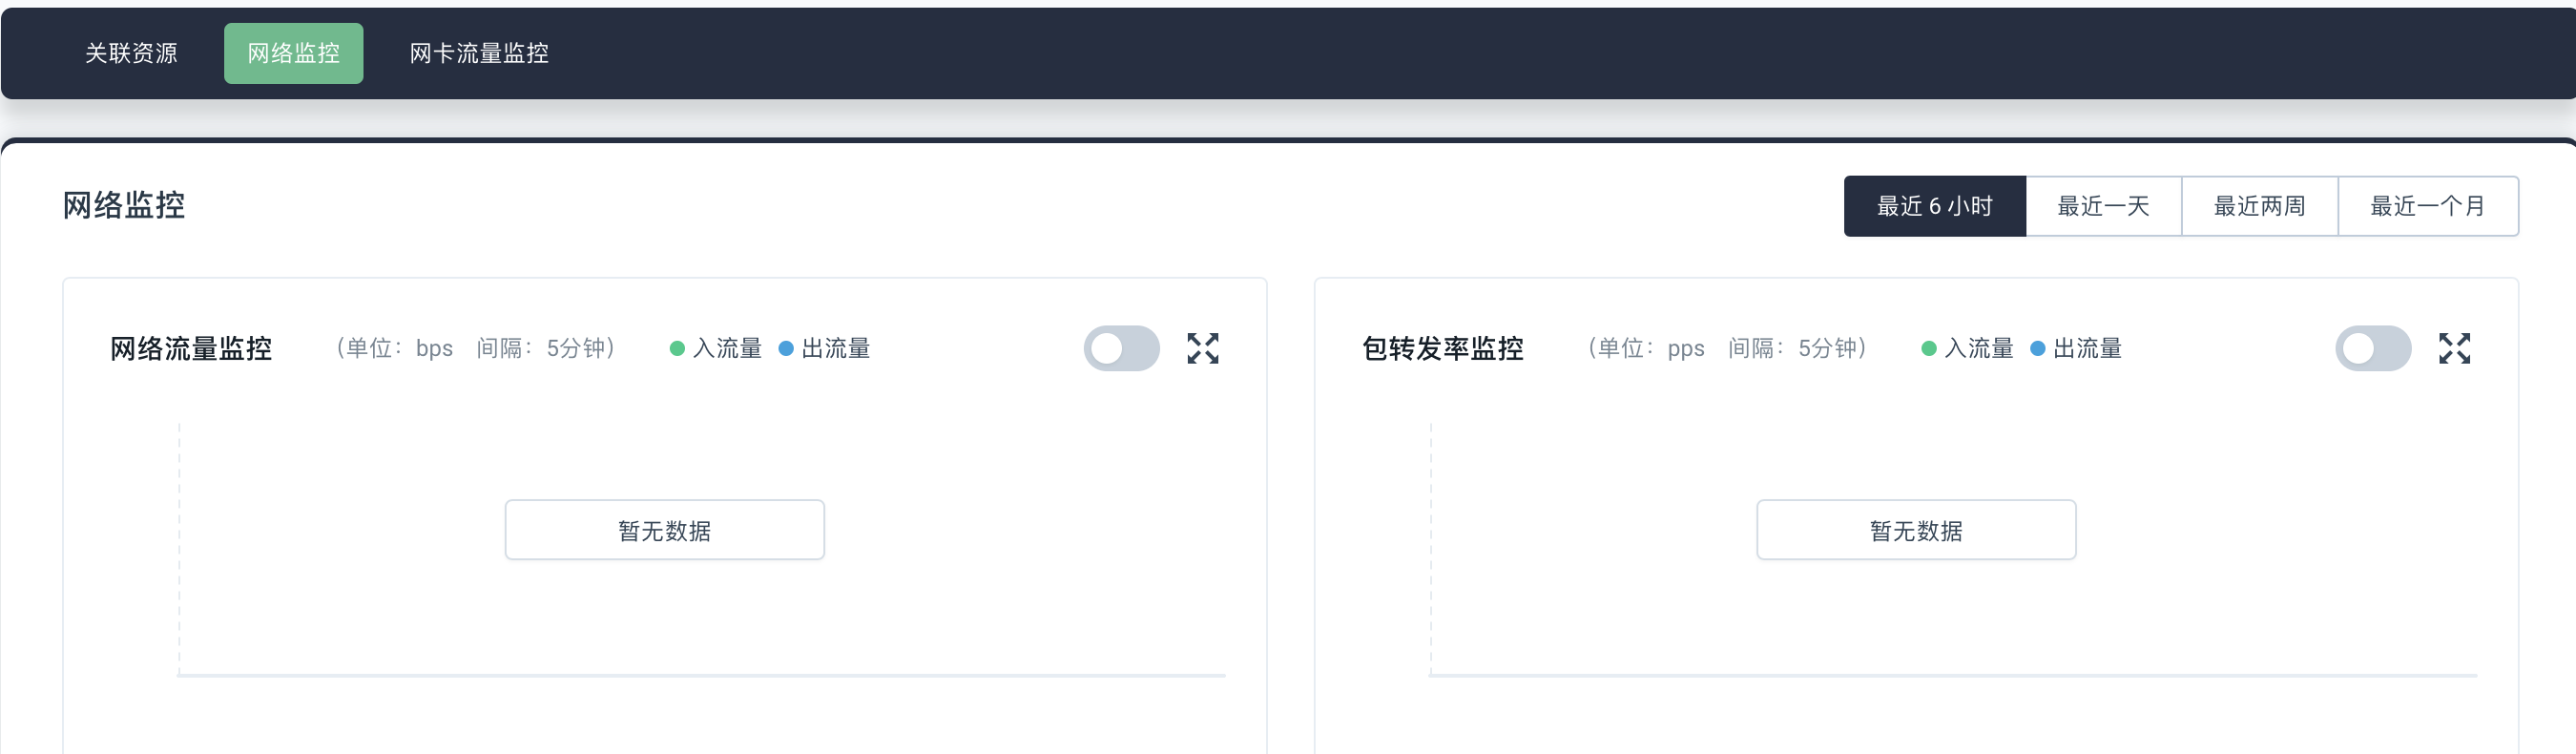 关联资源 网络监控 网卡流量监控
网络监控 最近 6 小时 最近一天 最近两周 最近一个月
网络流量监控 (单位：bps 间隔：5分钟) 入流量 出流量
暂无数据
包转发率监控 (单位：pps 间隔：5分钟) 入流量 出流量
暂无数据